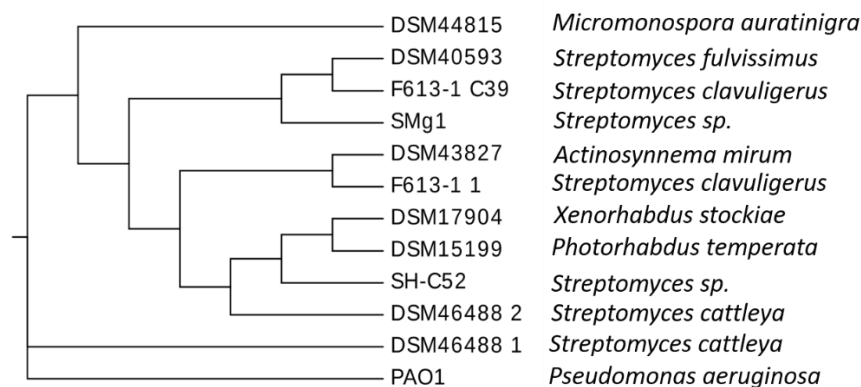 DSM44815 Micromonospora auratinigra
DSM40593 Streptomyces fulvissimus
F613-1 C39 Streptomyces clavuligerus
SMg1 Streptomyces sp.
DSM43827 Actinosynnema mirum
F613-1 1 Streptomyces clavuligerus
DSM17904 Xenorhabdus stockiae
DSM15199 Photorhabdus temperata
SH-C52 Streptomyces sp.
DSM46488 2 Streptomyces cattleya
DSM46488 1 Streptomyces cattleya
PAO1 Pseudomonas aeruginosa